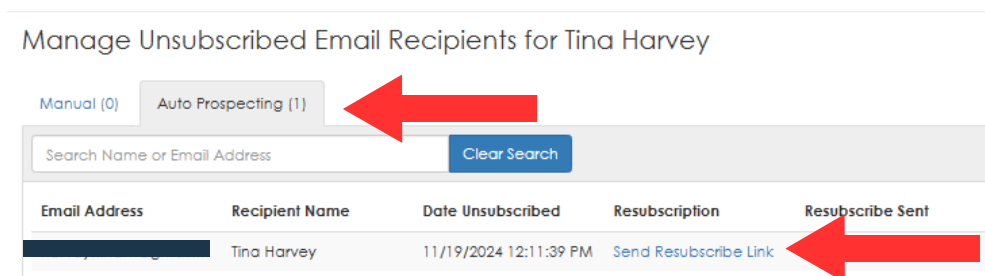 Manage Unsubscribed Email Recipients for Tina Harvey
Manual (0) Auto Prospecting (1)
Search Name or Email Address Clear Search
Email Address Recipient Name Date Unsubscribed Resubscription Resubscribe Sent
Tina Harvey 11/19/2024 12:11:39 PM Send Resubscribe Link